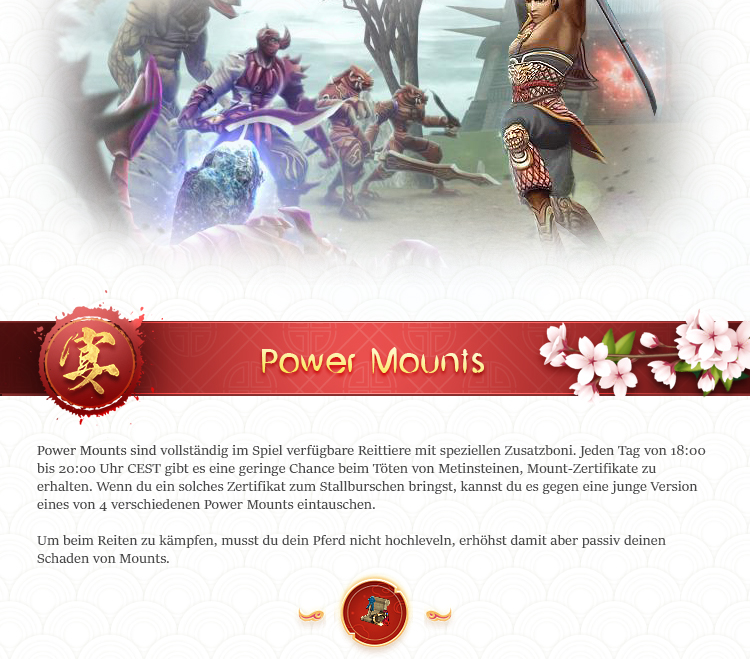 宴
Power Mounts
Power Mounts sind vollständig im Spiel verfügbare Reittiere mit speziellen Zusatzboni. Jeden Tag von 18:00
bis 20:00 Uhr CEST gibt es eine geringe Chance beim Töten von Metinsteinen, Mount-Zertifikate zu
erhalten. Wenn du ein solches Zertifikat zum Stallburschen bringst, kannst du es gegen eine junge Version
eines von 4 verschiedenen Power Mounts eintauschen.
Um beim Reiten zu kämpfen, musst du dein Pferd nicht hochleveln, erhöhst damit aber passiv deinen
Schaden von Mounts.